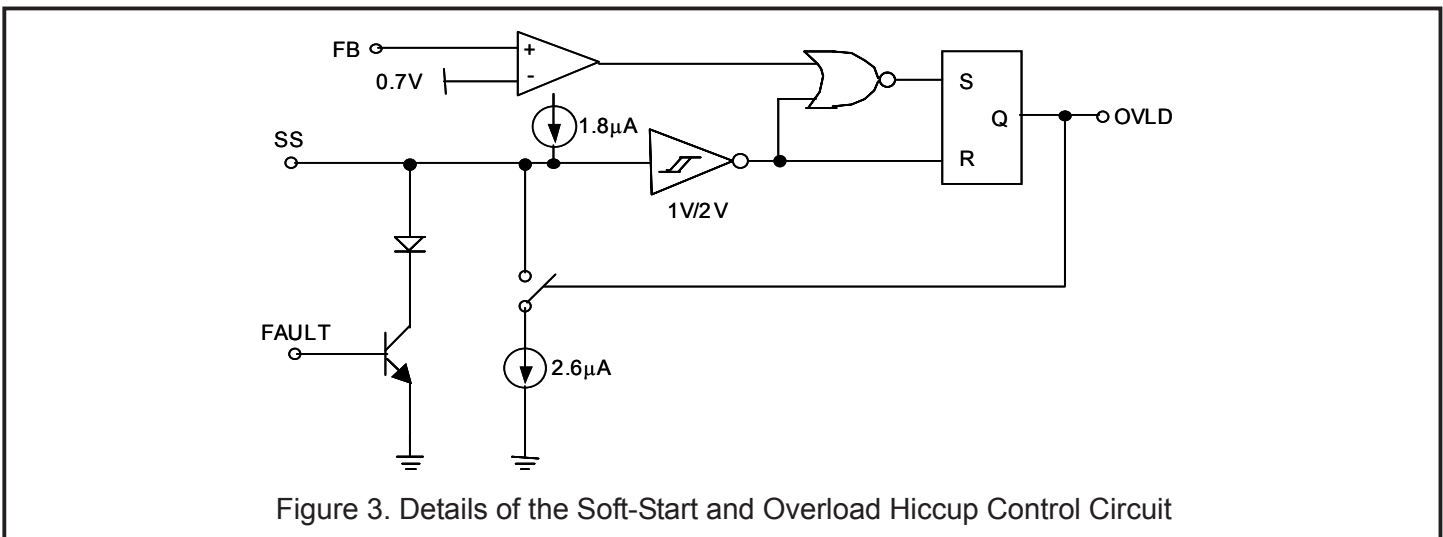 FB
+
0.7V
-
1.8μA
S
Q
OVLD
SS
R
1V/2V
FAULT
2.6μA
Figure 3. Details of the Soft-Start and Overload Hiccup Control Circuit